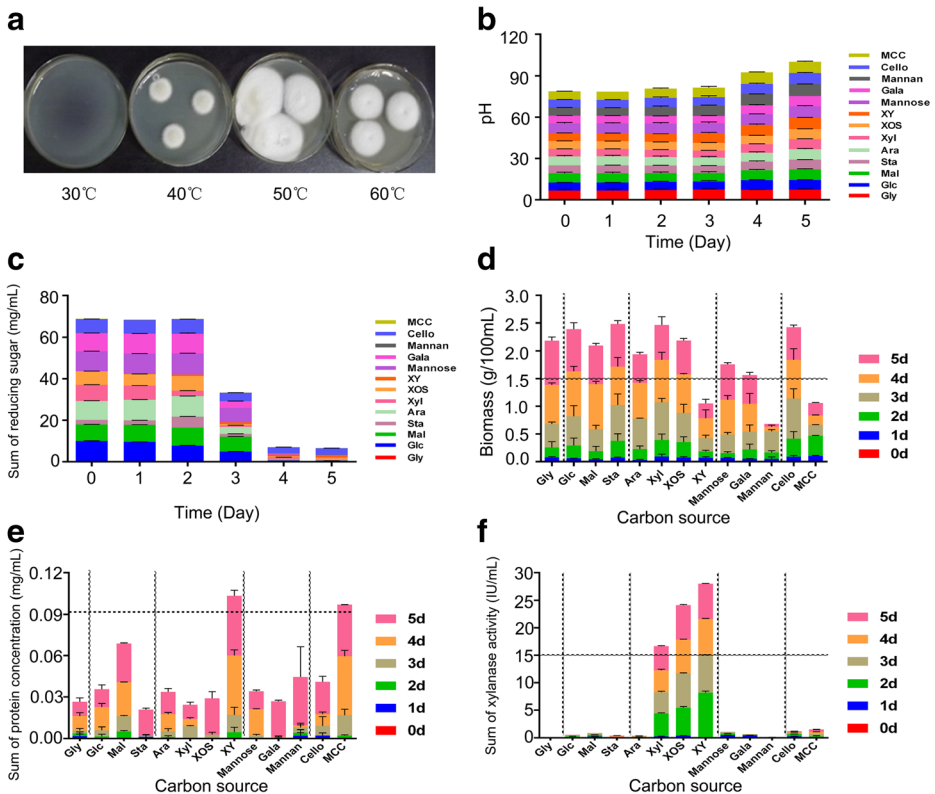 a
30℃ 40℃ 50℃ 60℃
b
pH
120
90
60
30
0
0 1 2 3 4 5
Time (Day)
MCC
Cello
Mannan
Gala
Mannose
XY
XOS
Xyl
Ara
Sta
Mal
Glc
Gly
c
Sum of reducing sugar (mg/mL)
80
60
40
20
0
0 1 2 3 4 5
Time (Day)
MCC
Cello
Mannan
Gala
Mannose
XY
XOS
Xyl
Ara
Sta
Mal
Glc
Gly
d
Biomass (g/100mL)
3.0
2.5
2.0
1.5
1.0
0.5
0.0
Gly Glc Mal Sta Ara Xyl XOS XY Mannose Gala Mannan Cello MCC
Carbon source
5d
4d
3d
2d
1d
0d
e
Sum of protein concentration (mg/mL)
0.12
0.09
0.06
0.03
0.00
Gly Glc Mal Sta Ara Xyl XOS XY Mannose Gala Mannan Cello MCC
Carbon source
5d
4d
3d
2d
1d
0d
f
Sum of xylanase activity (IU/mL)
30
25
20
15
10
5
0
Gly Glc Mal Sta Ara Xyl XOS XY Mannose Gala Mannan Cello MCC
Carbon source
5d
4d
3d
2d
1d
0d